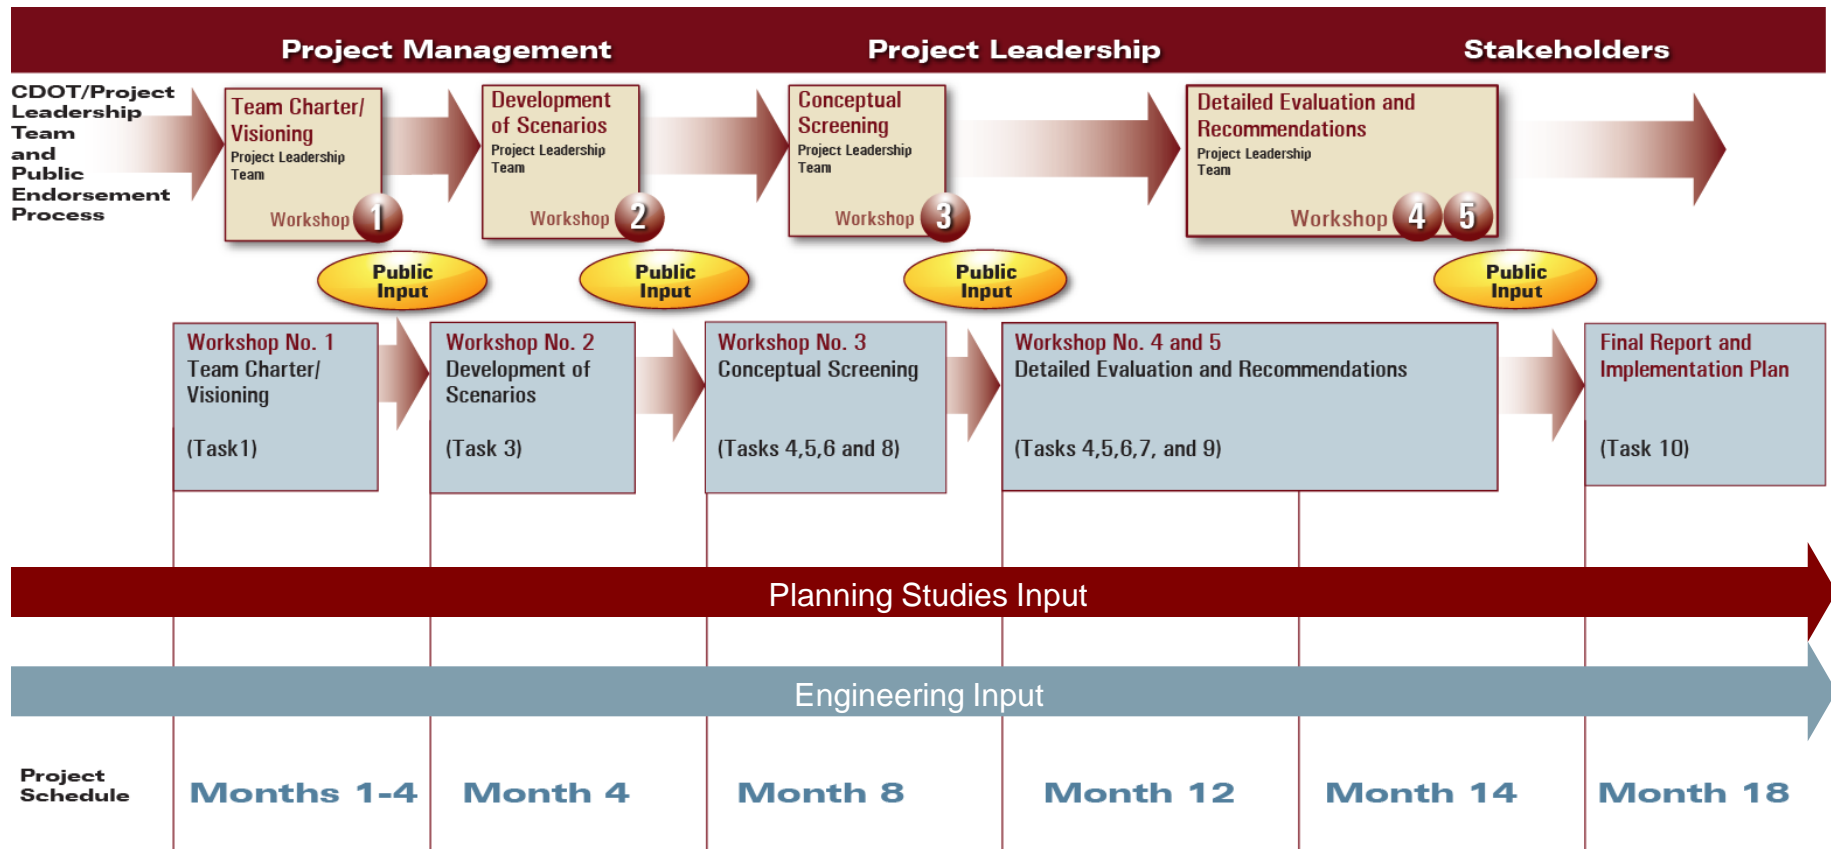 Project Management
Project Leadership
Stakeholders
CDOT/Project
Leadership
Team
and
Public
Endorsement
Process
Team Charter/
Visioning
Project Leadership
Team
Workshop 1
Development
of Scenarios
Project Leadership
Team
Workshop 2
Conceptual
Screening
Project Leadership
Team
Workshop 3
Detailed Evaluation and
Recommendations
Project Leadership
Team
Workshop 4 5
Public
Input
Public
Input
Public
Input
Public
Input
Workshop No. 1
Team Charter/
Visioning
(Task1)
Workshop No. 2
Development of
Scenarios
(Task 3)
Workshop No. 3
Conceptual Screening
(Tasks 4,5,6 and 8)
Workshop No. 4 and 5
Detailed Evaluation and Recommendations
(Tasks 4,5,6,7, and 9)
Final Report and
Implementation Plan
(Task 10)
Planning Studies Input
Engineering Input
Project
Schedule
Months 1-4
Month 4
Month 8
Month 12
Month 14
Month 18